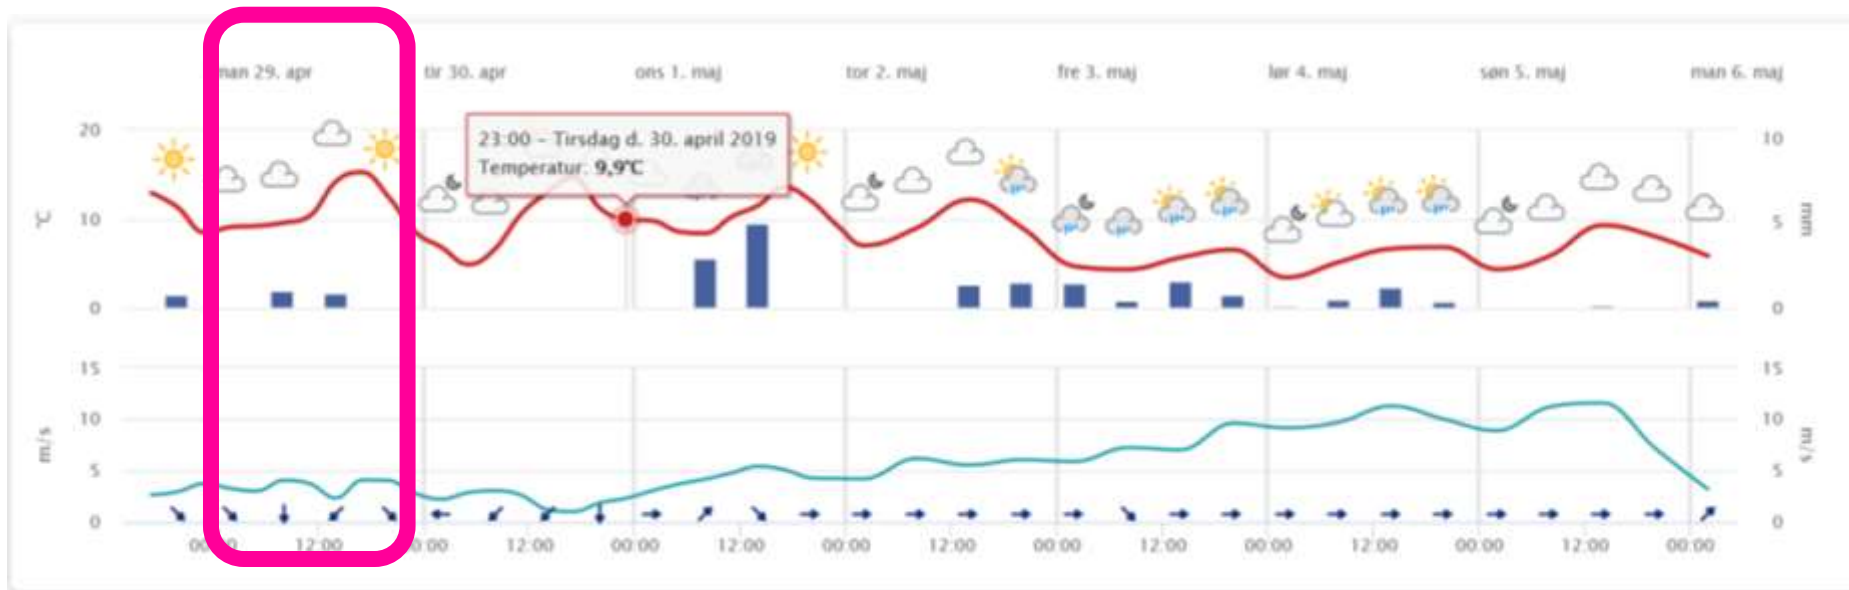 man 29. apr tir 30. apr ons 1. maj tor 2. maj fre 3. maj lør 4. maj søn 5. maj man 6. maj
20 10
23:00 - Tirsdag d. 30. april 2019
Temperatur: 9,9°C
°C 10 5 mm
0 0
15 15
10 10
m/s m/s
5 5
0 0
12:00 00:00 12:00 00:00 12:00 00:00 12:00 00:00 12:00 00:00 12:00 00:00 12:00 00:00